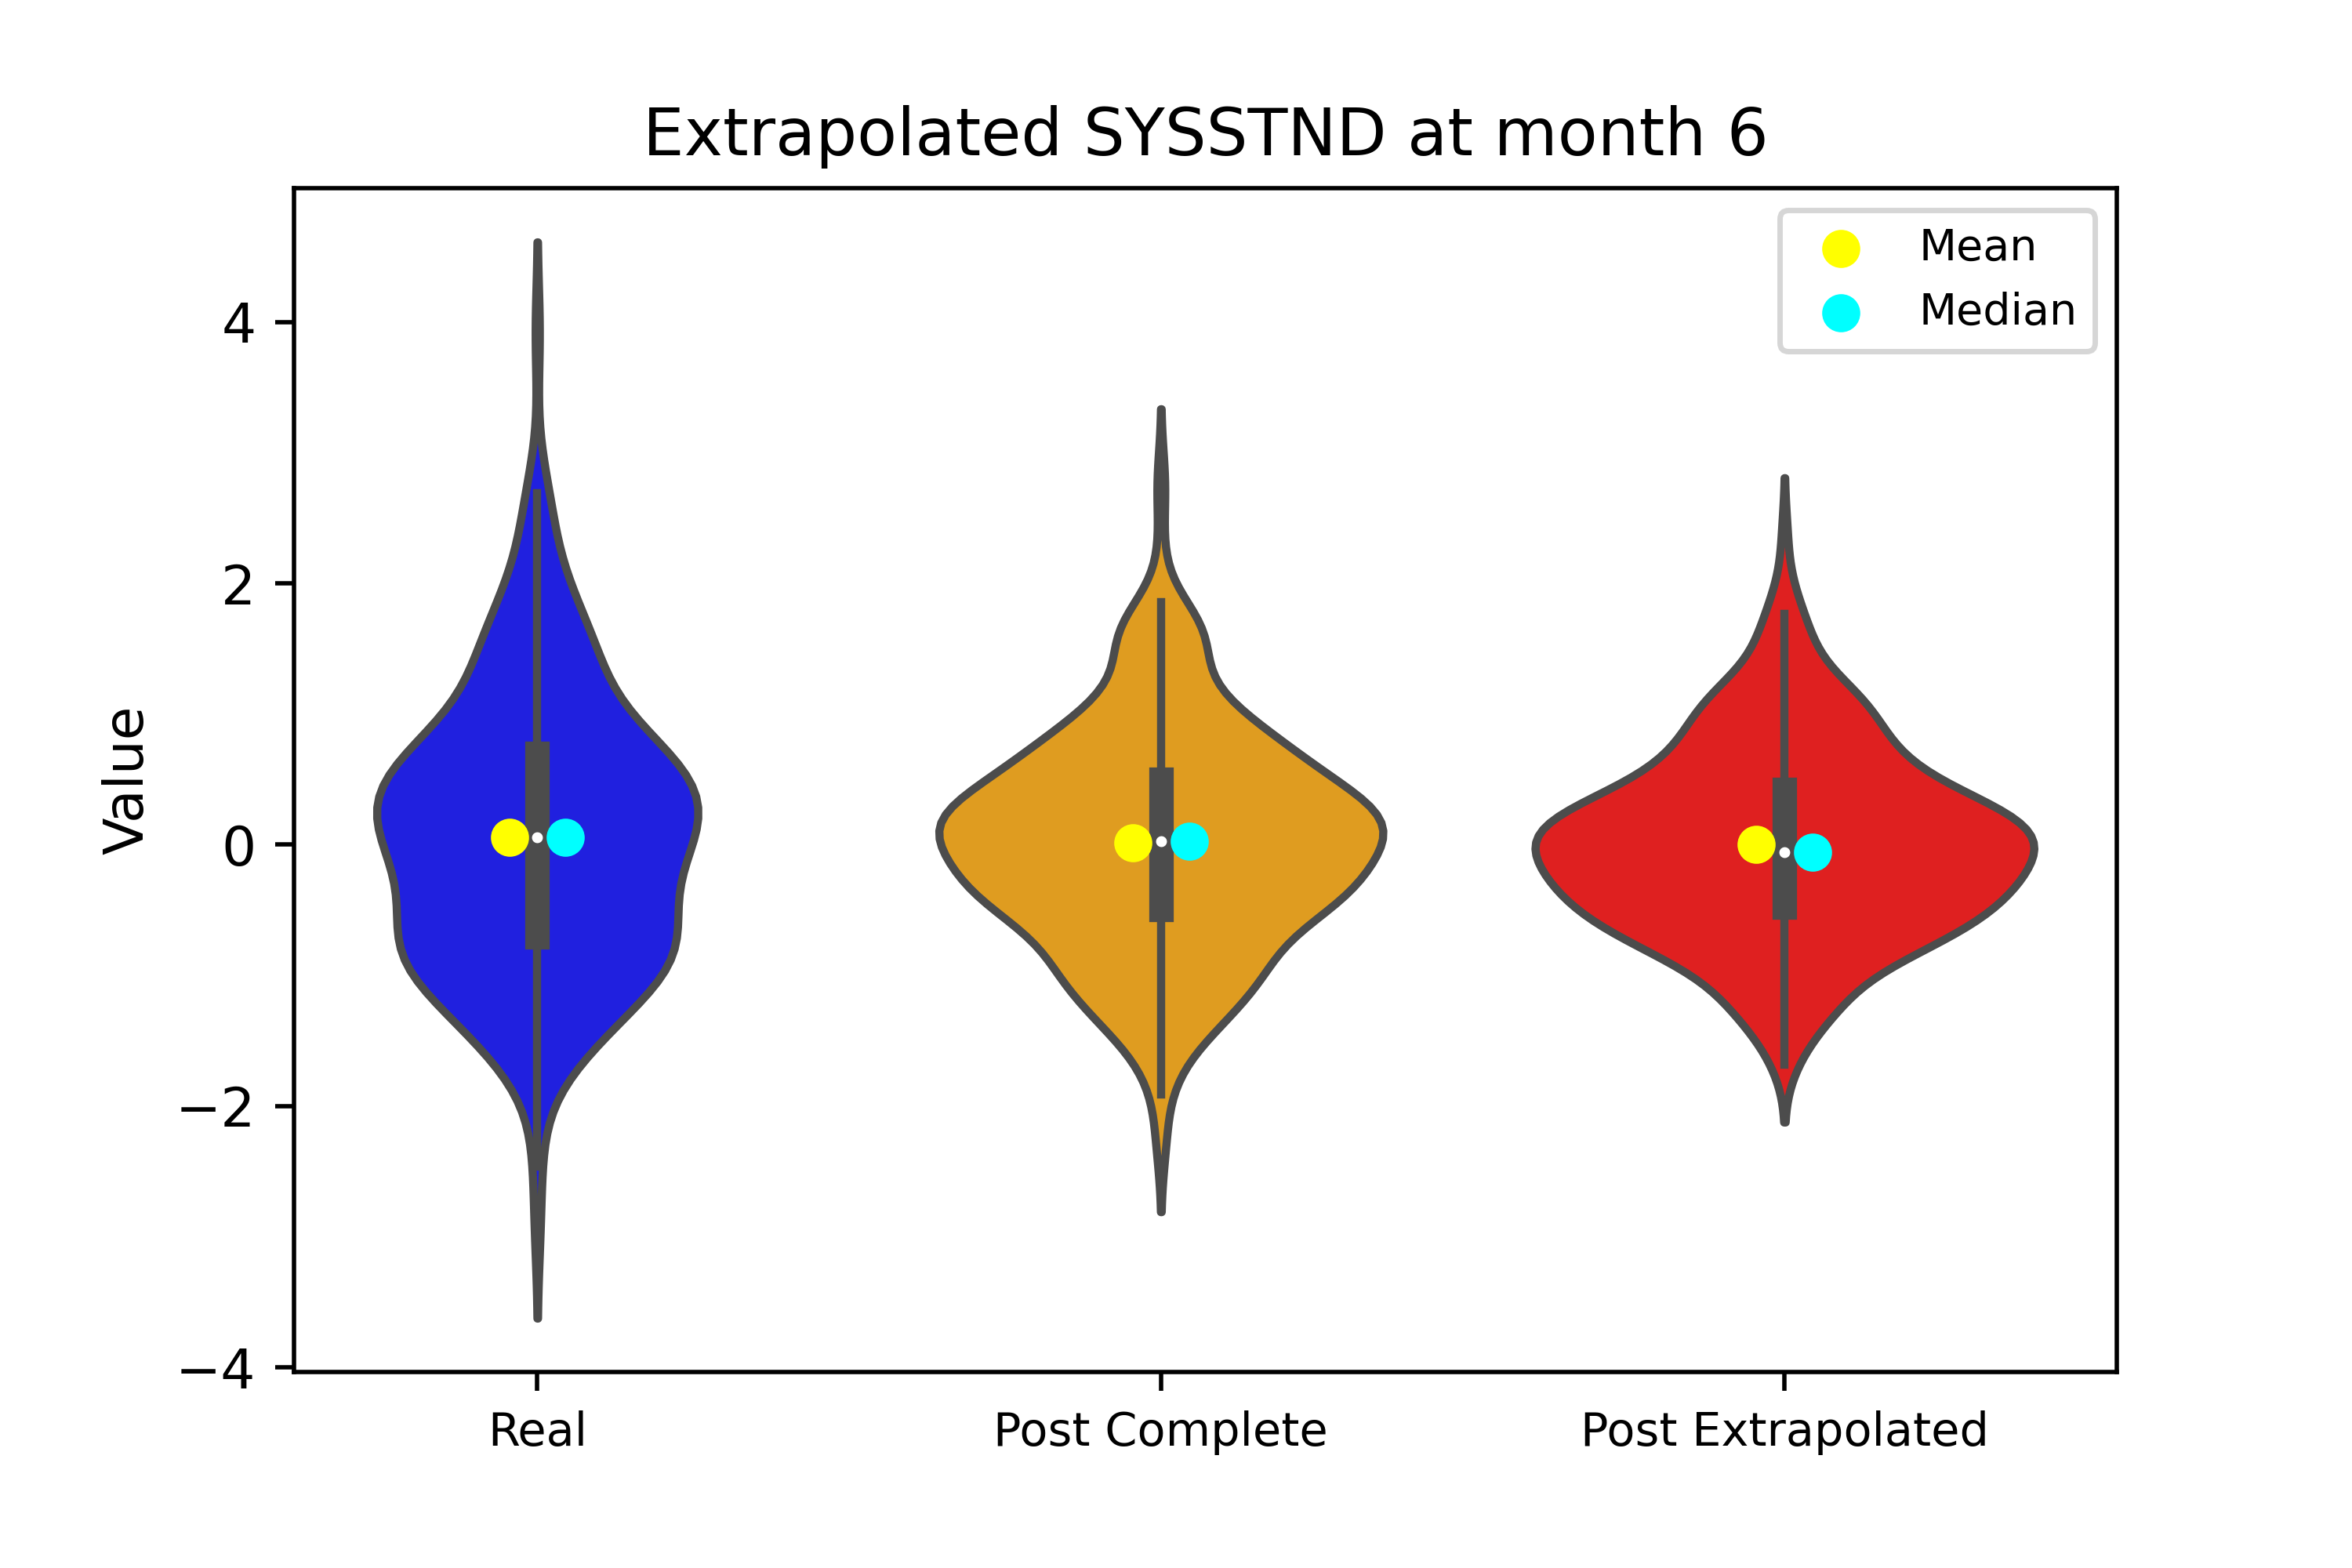 Extrapolated SYSSTND at month 6
Mean
Median
Value
4
2
0
−2
−4
Real
Post Complete
Post Extrapolated